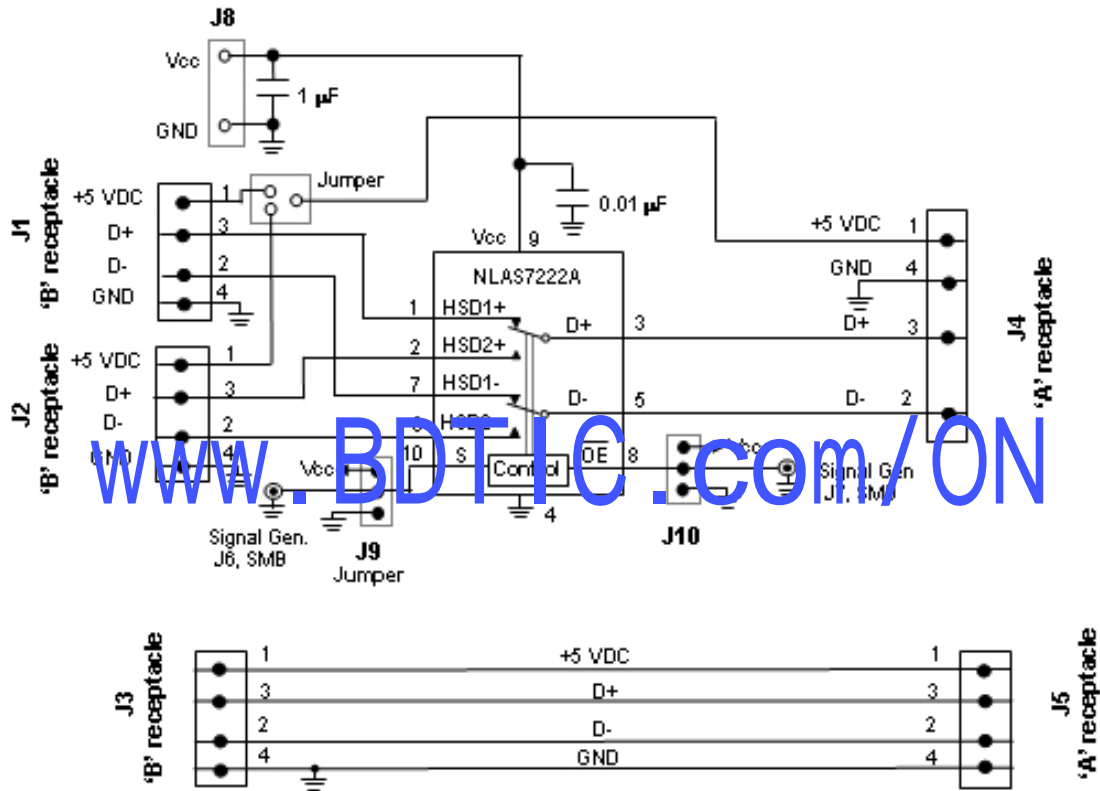 J8
Vcc
1 µF
GND
Jumper
J1
'B' receptacle
+5 VDC
1
D+
3
D-
2
GND
4
0.01 µF
Vcc
9
NLAS7222A
1
HSD1+
D+
3
2
HSD2+
7
HSD1-
D-
5
10
S
Control
OE
8
4
+5 VDC
1
GND
4
D+
3
D-
2
J4
'A' receptacle
J2
'B' receptacle
+5 VDC
1
D+
3
D-
2
4
www.BDTIC.com/ON
Vcc
Signal Gen.
J6, SMB
J9
Jumper
J10
Vcc
Signal Gen
J7, SMB
J3
'B' receptacle
1
+5 VDC
1
3
D+
3
2
D-
2
4
GND
4
J5
'A' receptacle